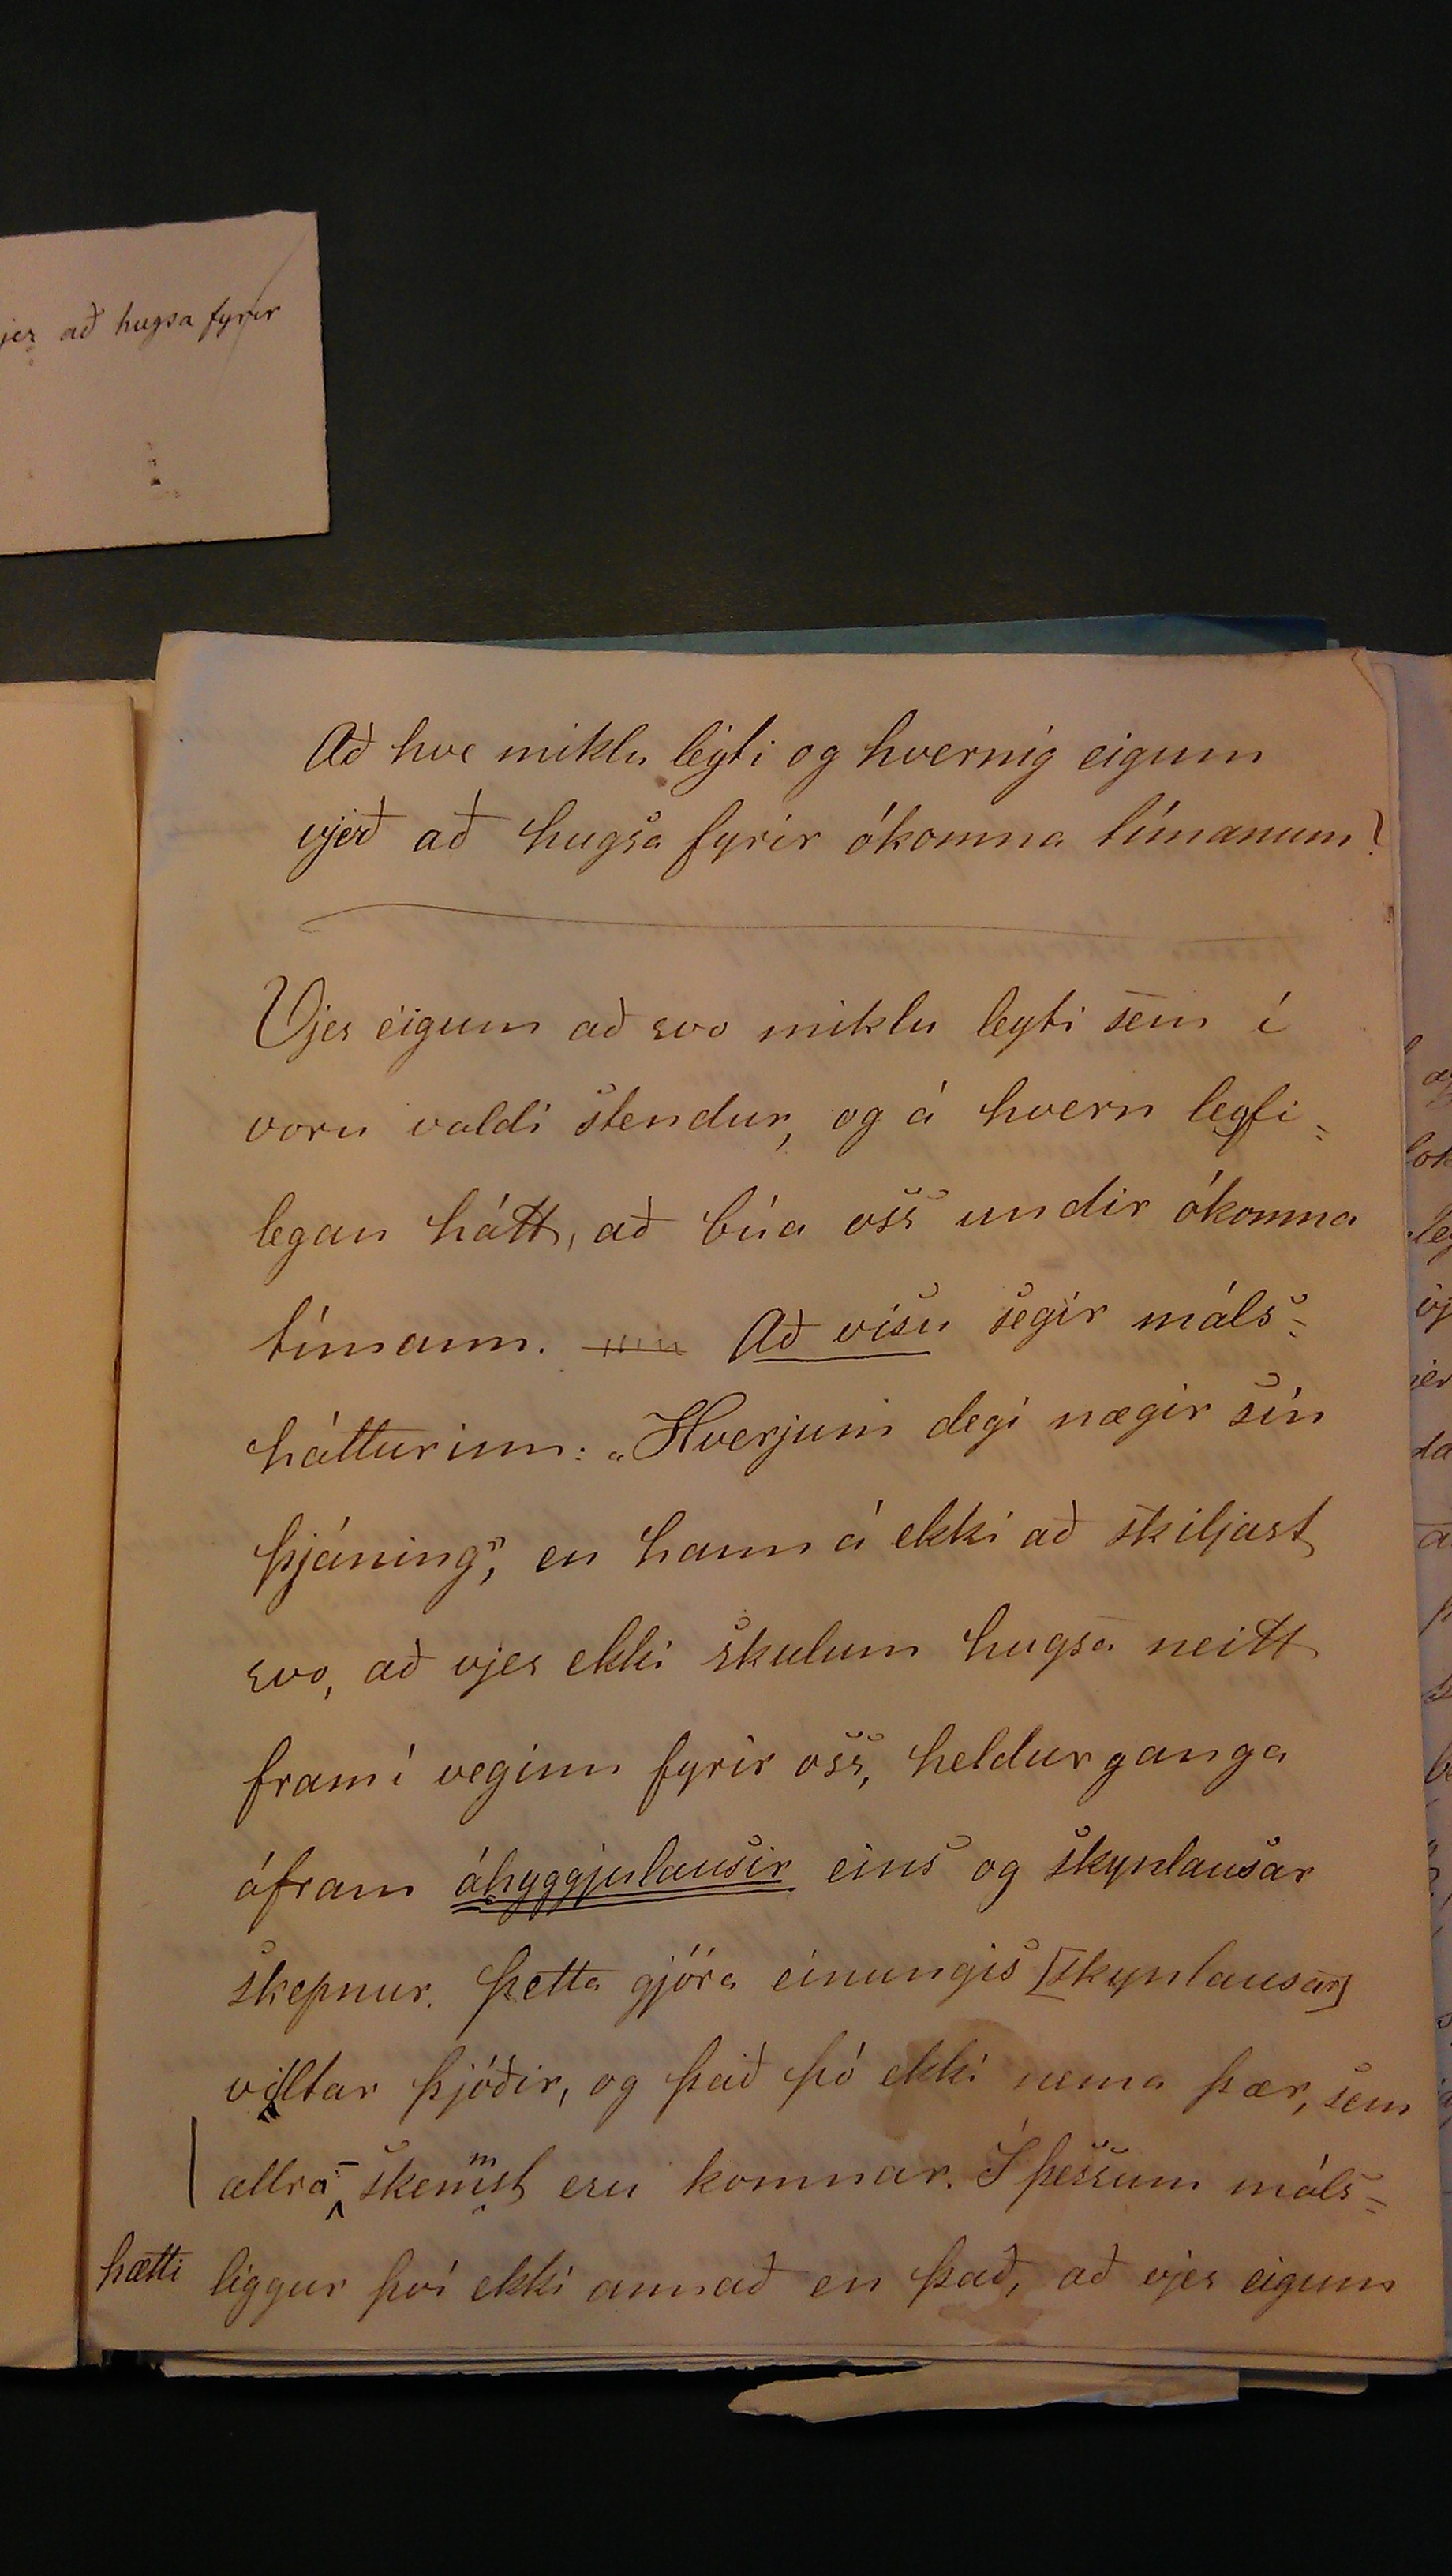 jer að hugsa fyrir
Að hve miklu leyti og hvernig eigum
vjer að hugsa fyrir ókomna tímanum?
Vjer eigum að svo miklu leyti sem í
voru valdi stendur, og á hvern leyfi=
legan hátt, að búa oss undir ókomna
tímann. Að vísu segir máls=
hátturinn: „Hverjum degi nægir sín
þjáning", en hann á ekki að skiljast
svo, að vjer ekki skulum hugsa neitt
fram í veginn fyrir oss, heldur ganga
áfram áhyggjulausir eins og skynlausar
skepnur. Þetta gjöra einungis [skynlausar]
villtar þjóðir, og það þó ekki nema þær, sem
allra-skemmst eru komnar. Í þessum máls=
hætti liggur því ekki annað en það, að vjer eigum